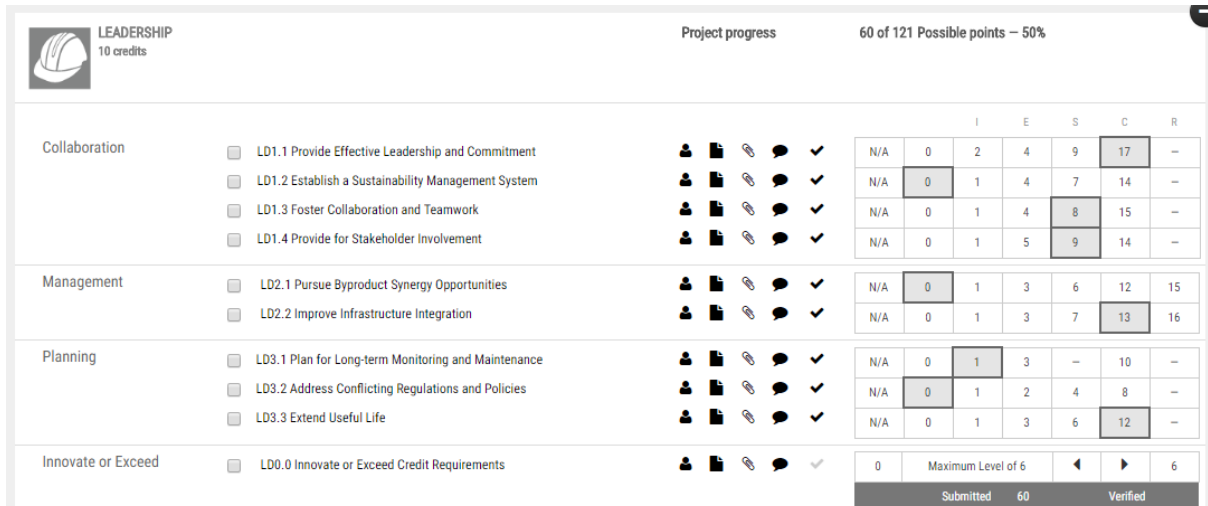 LEADERSHIP
10 credits
Project progress
60 of 121 Possible points — 50%
I E S C R
Collaboration
LD1.1 Provide Effective Leadership and Commitment N/A 0 2 4 9 17 –
LD1.2 Establish a Sustainability Management System N/A 0 1 4 7 14 –
LD1.3 Foster Collaboration and Teamwork N/A 0 1 4 8 15 –
LD1.4 Provide for Stakeholder Involvement N/A 0 1 5 9 14 –
Management
LD2.1 Pursue Byproduct Synergy Opportunities N/A 0 1 3 6 12 15
LD2.2 Improve Infrastructure Integration N/A 0 1 3 7 13 16
Planning
LD3.1 Plan for Long-term Monitoring and Maintenance N/A 0 1 3 – 10 –
LD3.2 Address Conflicting Regulations and Policies N/A 0 1 2 4 8 –
LD3.3 Extend Useful Life N/A 0 1 3 6 12 –
Innovate or Exceed
LD0.0 Innovate or Exceed Credit Requirements 0 Maximum Level of 6 6
Submitted 60 Verified